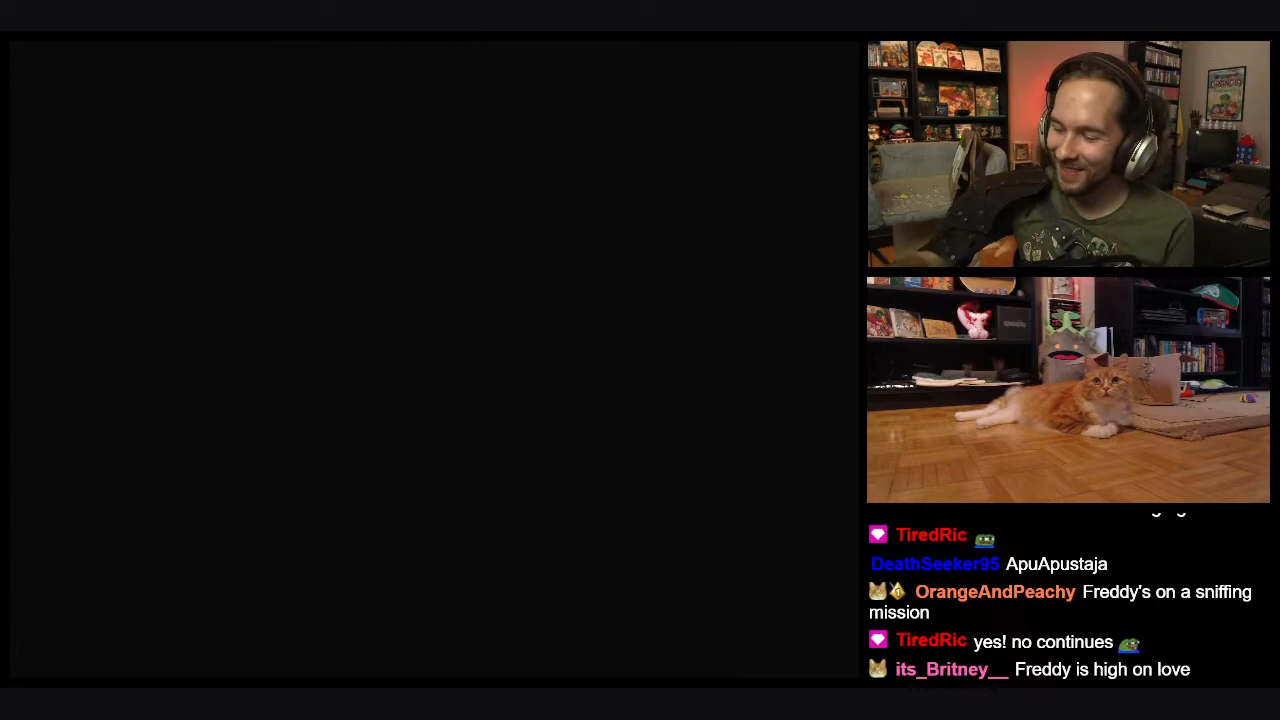 TiredRic
DeathSeeker95 ApuApustaja
OrangeAndPeachy Freddy's on a sniffing
mission
TiredRic yes! no continues
its_Britney__ Freddy is high on love